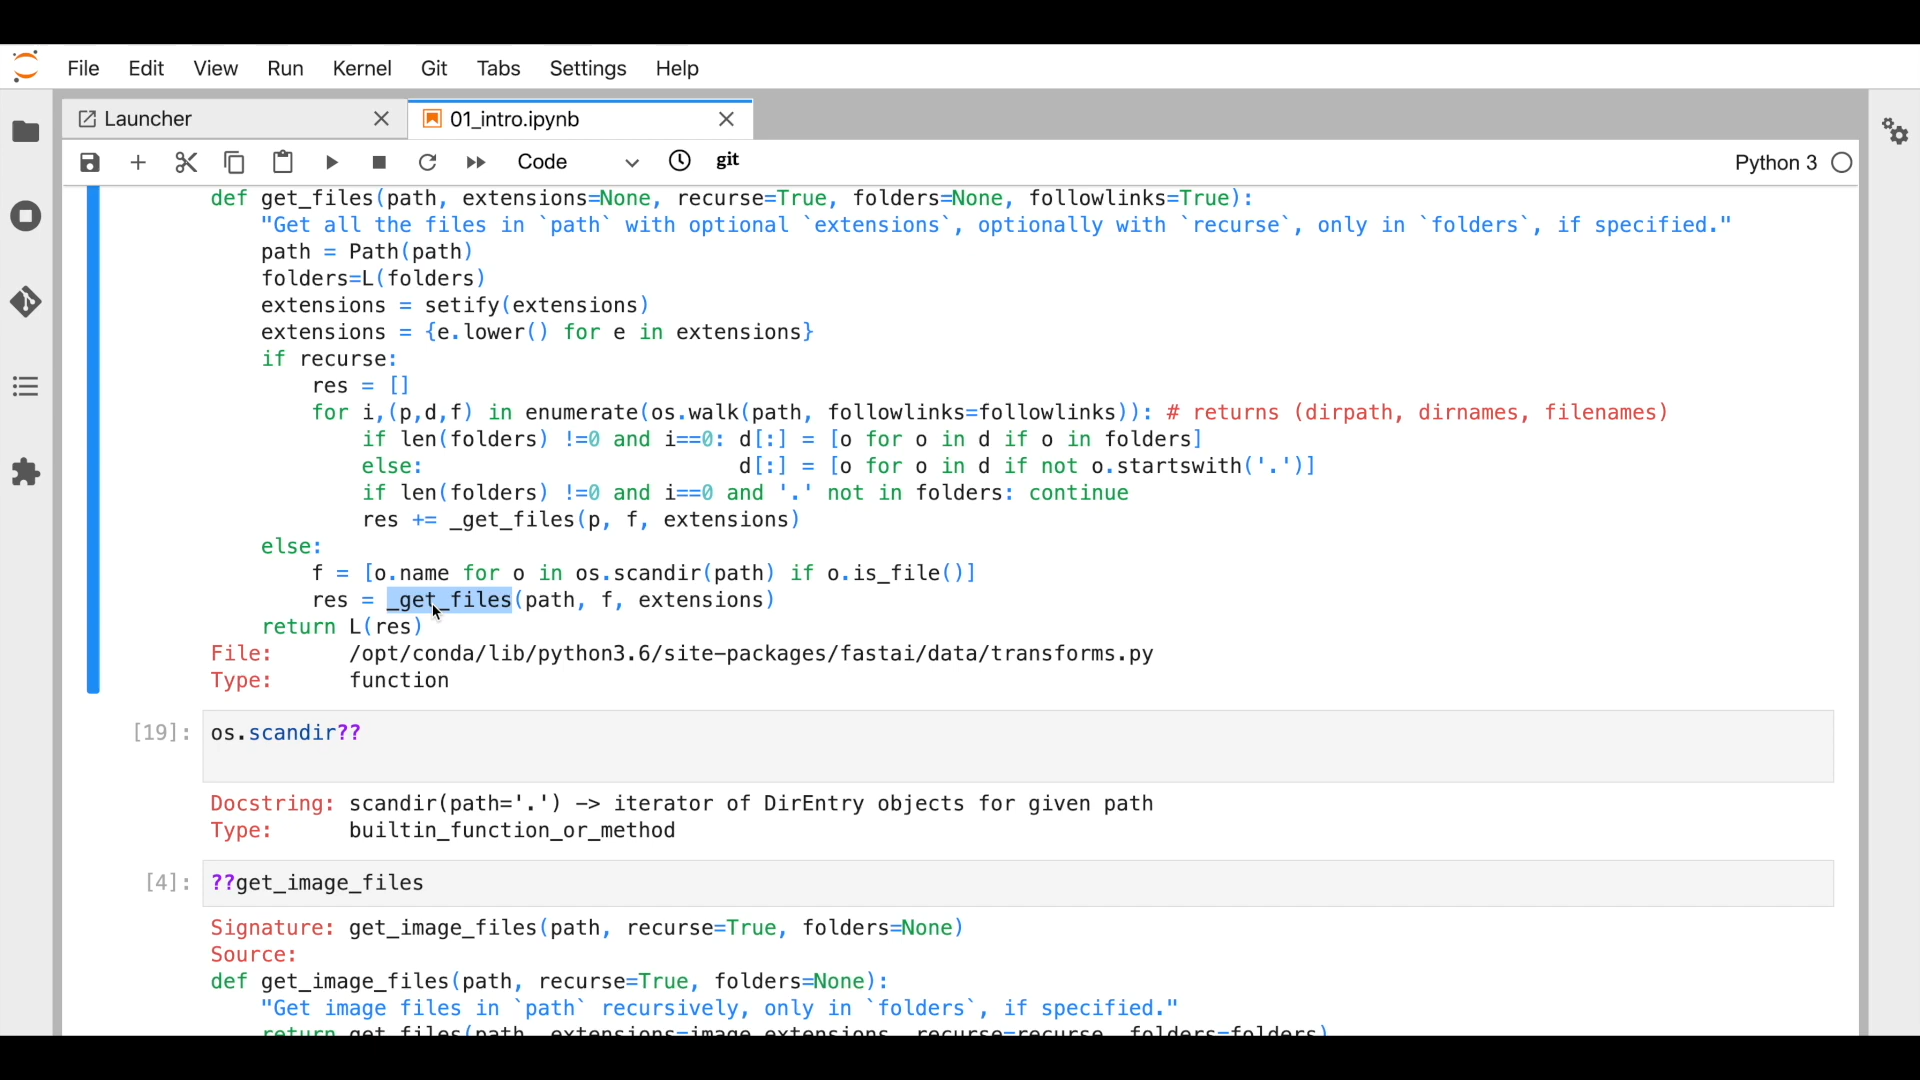 File Edit View Run Kernel Git Tabs Settings Help
Launcher 01_intro.ipynb
Code git Python 3
def get_files(path, extensions=None, recurse=True, folders=None, followlinks=True):
"Get all the files in `path` with optional `extensions`, optionally with `recurse`, only in `folders`, if specified."
path = Path(path)
folders=L(folders)
extensions = setify(extensions)
extensions = {e.lower() for e in extensions}
if recurse:
res = []
for i,(p,d,f) in enumerate(os.walk(path, followlinks=followlinks)): # returns (dirpath, dirnames, filenames)
if len(folders) !=0 and i==0: d[:] = [o for o in d if o in folders]
else: d[:] = [o for o in d if not o.startswith('.')]
if len(folders) !=0 and i==0 and '.' not in folders: continue
res += _get_files(p, f, extensions)
else:
f = [o.name for o in os.scandir(path) if o.is_file()]
res = _get_files(path, f, extensions)
return L(res)
File: /opt/conda/lib/python3.6/site-packages/fastai/data/transforms.py
Type: function
[19]: os.scandir??
Docstring: scandir(path='.') -> iterator of DirEntry objects for given path
Type: builtin_function_or_method
[4]: ??get_image_files
Signature: get_image_files(path, recurse=True, folders=None)
Source:
def get_image_files(path, recurse=True, folders=None):
"Get image files in `path` recursively, only in `folders`, if specified."
return get_files(path, extensions=image_extensions, recurse=recurse, folders=folders)